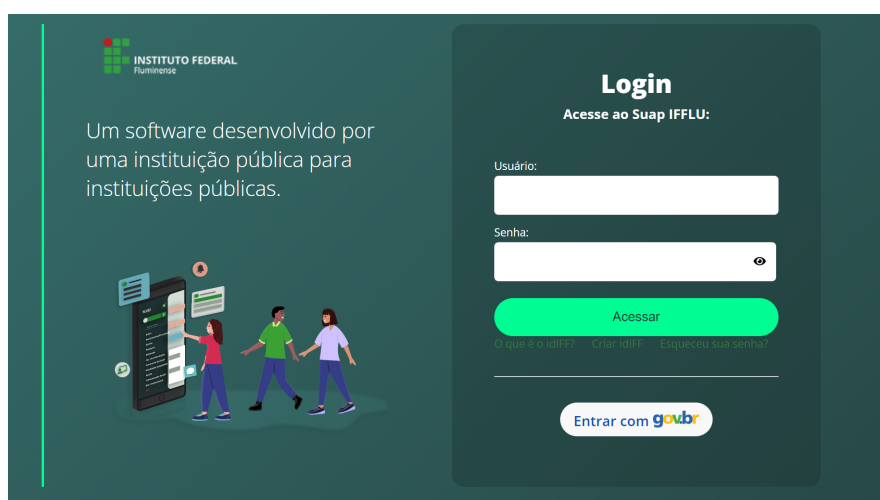 INSTITUTO FEDERAL
Fluminense
Um software desenvolvido por
uma instituição pública para
instituições públicas.
SUAP
Login
Acesse ao Suap IFFLU:
Usuário:
Senha:
Acessar
O que é o idIFF? Criar idIFF Esqueceu sua senha?
Entrar com gov.br